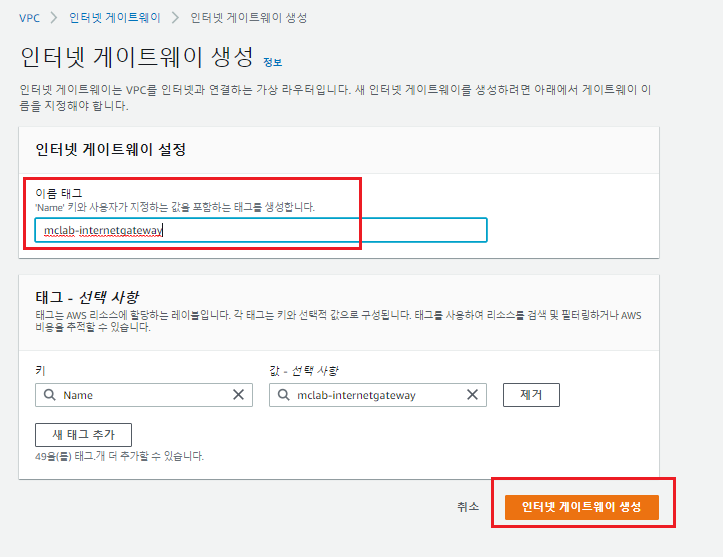 VPC > 인터넷 게이트웨이 > 인터넷 게이트웨이 생성
인터넷 게이트웨이 생성 정보
인터넷 게이트웨이는 VPC를 인터넷과 연결하는 가상 라우터입니다. 새 인터넷 게이트웨이를 생성하려면 아래에서 게이트웨이 이
름을 지정해야 합니다.
인터넷 게이트웨이 설정
이름 태그
'Name' 키와 사용자가 지정하는 값을 포함하는 태그를 생성합니다.
mclab-internetgateway
태그 - 선택 사항
태그는 AWS 리소스에 할당하는 레이블입니다. 각 태그는 키와 선택적 값으로 구성됩니다. 태그를 사용하여 리소스를 검색 및 필터링하거나 AWS
비용을 추적할 수 있습니다.
키 값 - 선택 사항
Name mclab-internetgateway 제거
새 태그 추가
49을(를) 태그.개 더 추가할 수 있습니다.
취소 인터넷 게이트웨이 생성